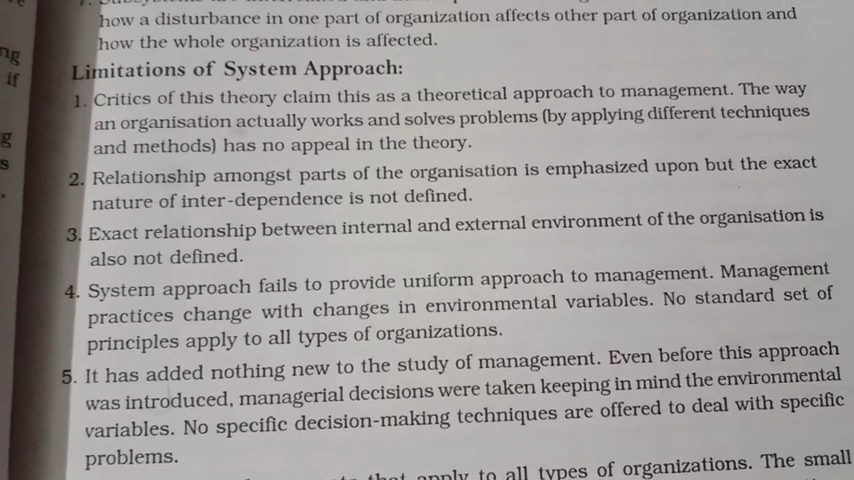 how a disturbance in one part of organization affects other part of organization and
how the whole organization is affected.
ng
if
Limitations of System Approach:
1. Critics of this theory claim this as a theoretical approach to management. The way
an organisation actually works and solves problems (by applying different techniques
g
and methods) has no appeal in the theory.
s
2. Relationship amongst parts of the organisation is emphasized upon but the exact
nature of inter-dependence is not defined.
3. Exact relationship between internal and external environment of the organisation is
also not defined.
4. System approach fails to provide uniform approach to management. Management
practices change with changes in environmental variables. No standard set of
principles apply to all types of organizations.
5. It has added nothing new to the study of management. Even before this approach
was introduced, managerial decisions were taken keeping in mind the environmental
variables. No specific decision-making techniques are offered to deal with specific
problems.
that apply to all types of organizations. The small